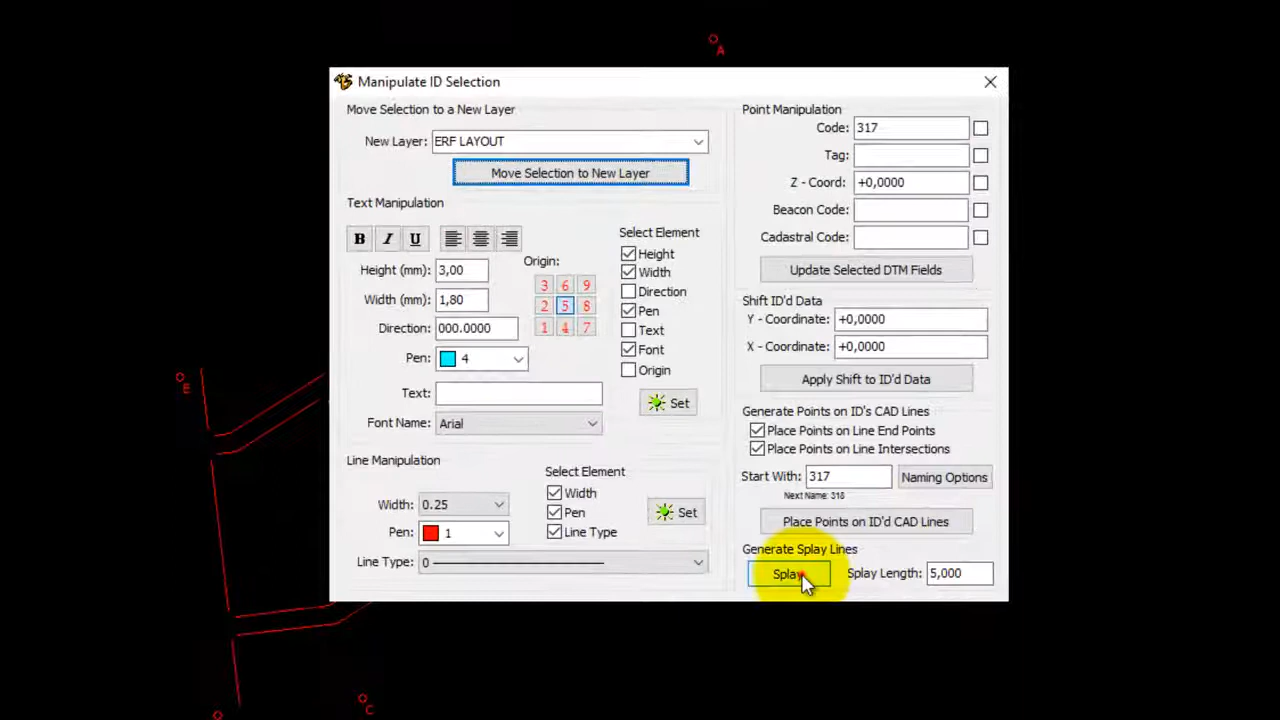 A
Manipulate ID Selection
Move Selection to a New Layer
New Layer: ERF LAYOUT
Move Selection to New Layer
Text Manipulation
B I U
Height (mm): 3,00
Width (mm): 1,80
Direction: 000.0000
Pen: 4
Text:
Font Name: Arial
Origin:
3 6 9
2 5 8
1 4 7
Select Element
Height
Width
Direction
Pen
Text
Font
Origin
Set
Line Manipulation
Width: 0.25
Pen: 1
Line Type: 0
Select Element
Width
Pen
Line Type
Set
Point Manipulation
Code: 317
Tag:
Z - Coord: +0,0000
Beacon Code:
Cadastral Code:
Update Selected DTM Fields
Shift ID'd Data
Y - Coordinate: +0,0000
X - Coordinate: +0,0000
Apply Shift to ID'd Data
Generate Points on ID's CAD Lines
Place Points on Line End Points
Place Points on Line Intersections
Start With: 317 Naming Options
Next Name: 318
Place Points on ID'd CAD Lines
Generate Splay Lines
Splay Splay Length: 5,000
E
C